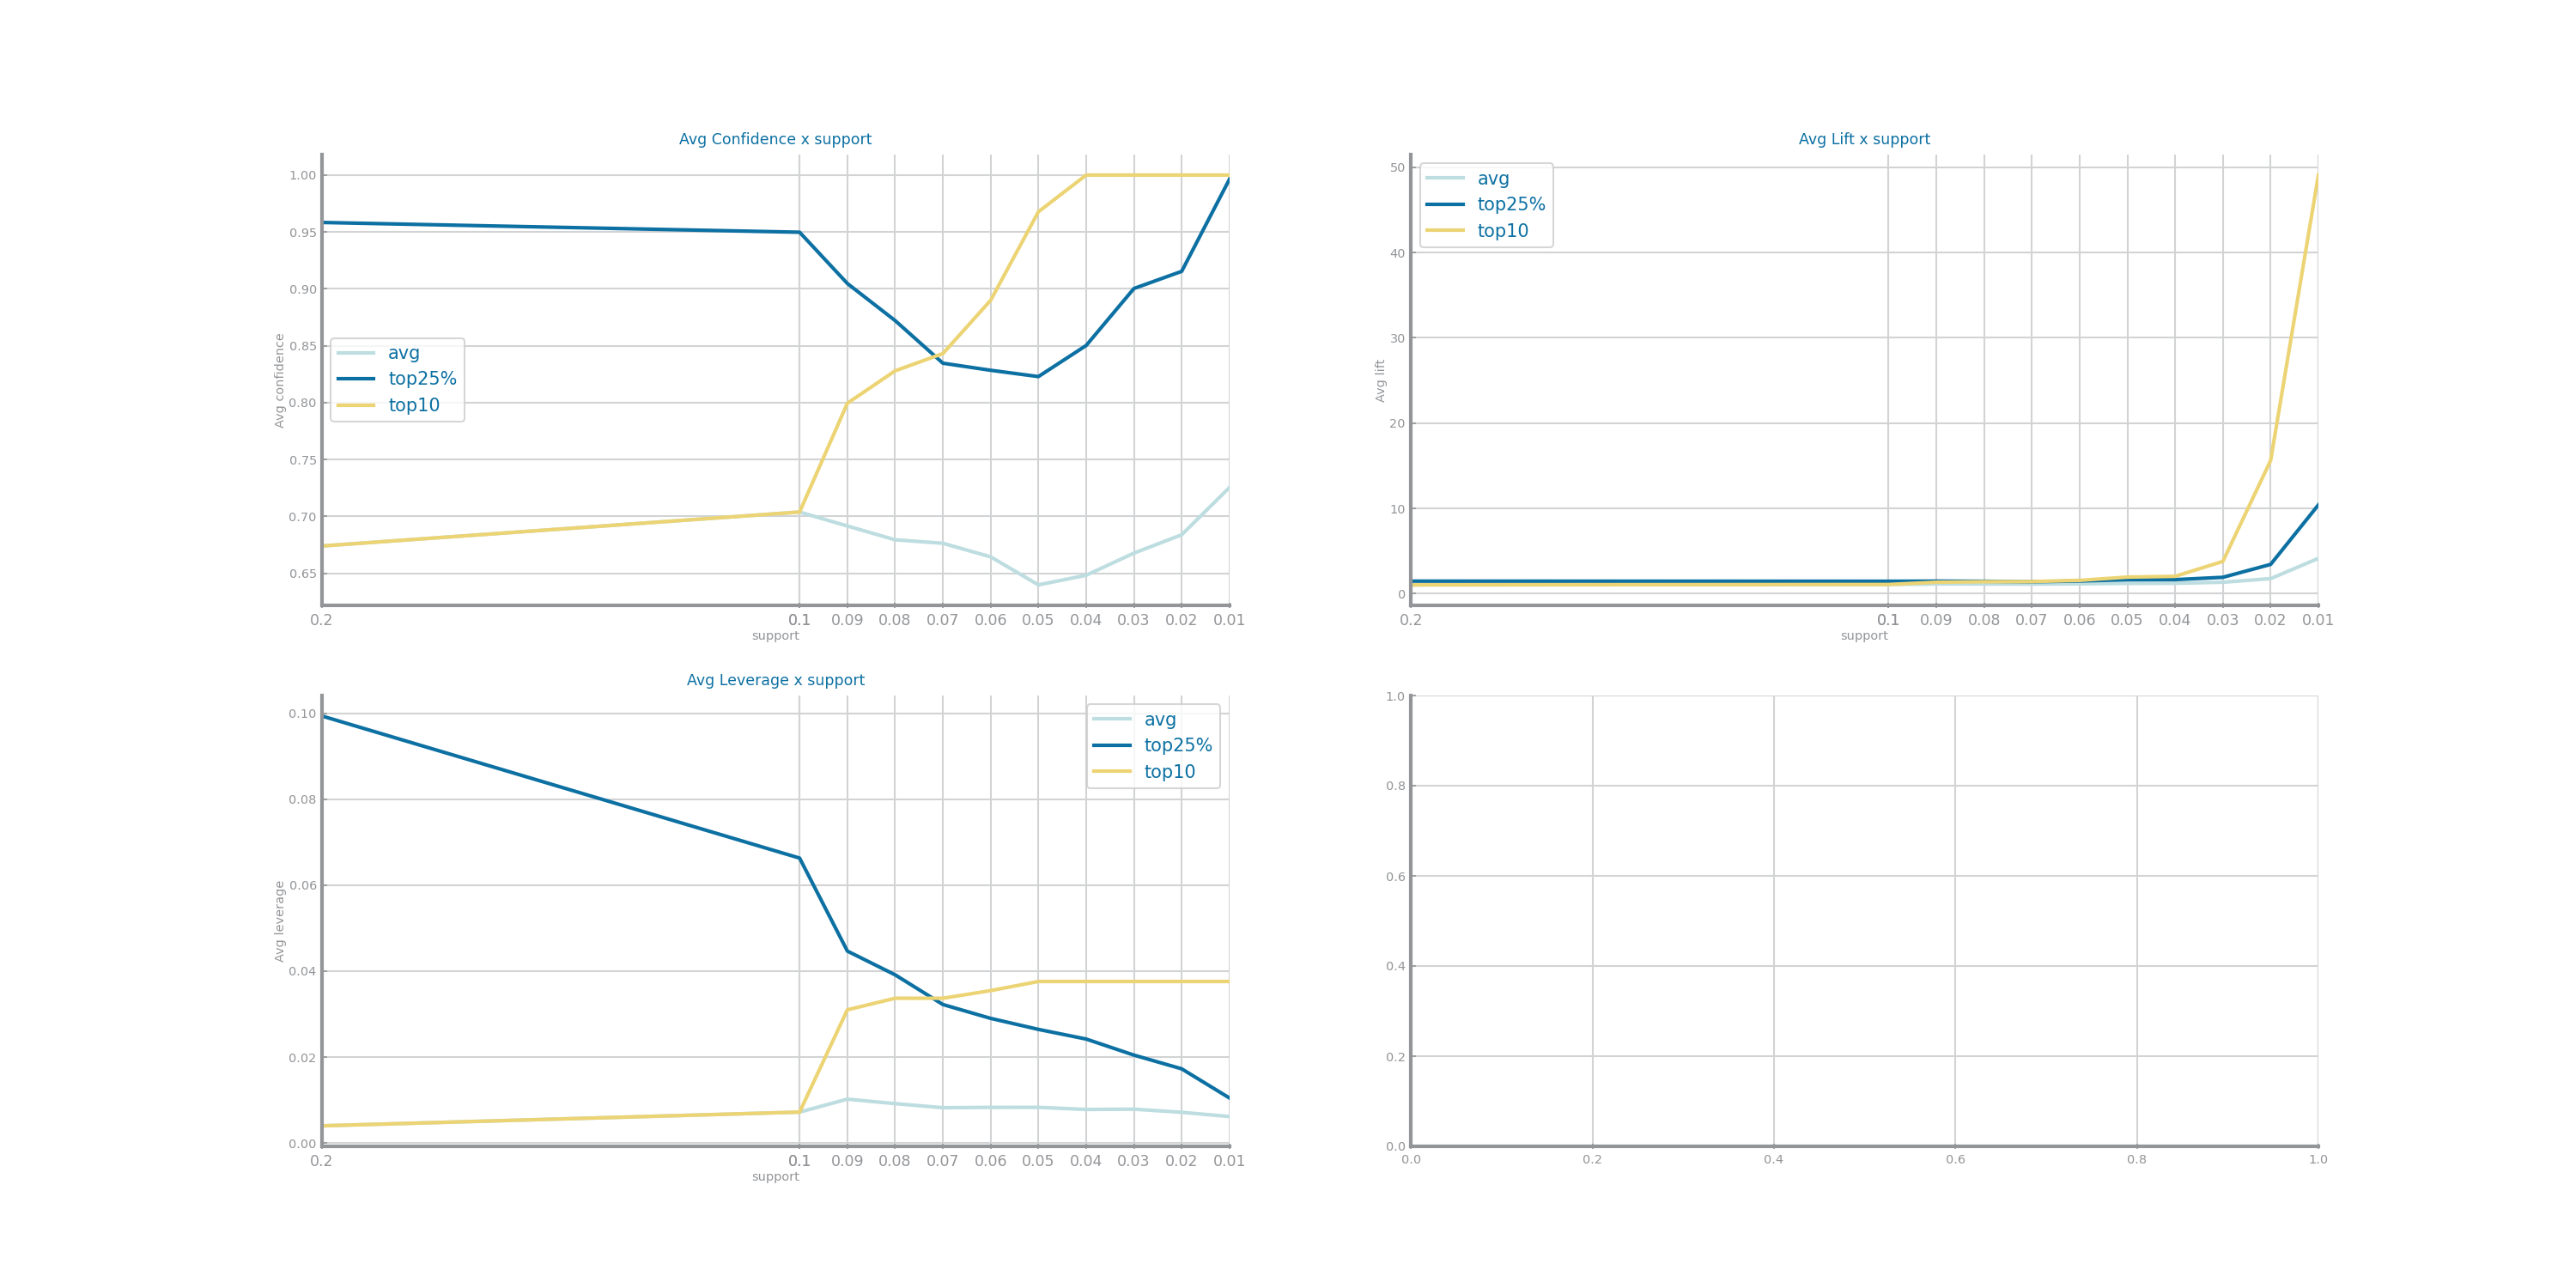 Avg Confidence x support
1.00
0.95
0.90
0.85
0.80
0.75
0.70
0.65
Avg confidence
avg
top25%
top10
0.2 0.1 0.09 0.08 0.07 0.06 0.05 0.04 0.03 0.02 0.01
support
Avg Lift x support
50
40
30
20
10
0
Avg lift
avg
top25%
top10
0.2 0.1 0.09 0.08 0.07 0.06 0.05 0.04 0.03 0.02 0.01
support
Avg Leverage x support
0.10
0.08
0.06
0.04
0.02
0.00
Avg leverage
avg
top25%
top10
0.2 0.1 0.09 0.08 0.07 0.06 0.05 0.04 0.03 0.02 0.01
support
1.0
0.8
0.6
0.4
0.2
0.0
0.0 0.2 0.4 0.6 0.8 1.0